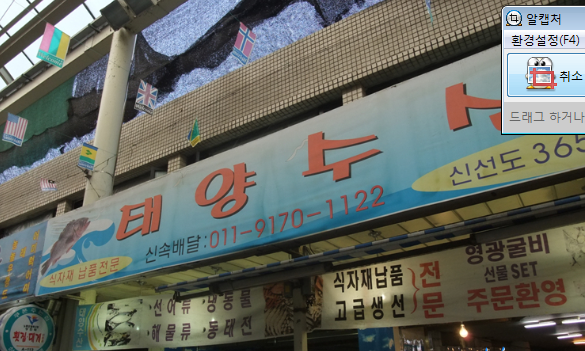 알캡처
환경설정(F4)
취소
드래그 하거나
태양수
신선도 365
신속배달:011-9170-1122
식자재 납품전문
·선어류 ·냉동물
·해물류 ·동태전
식자재납품
고급생선
전문
영광굴비
선물SET
주문환영